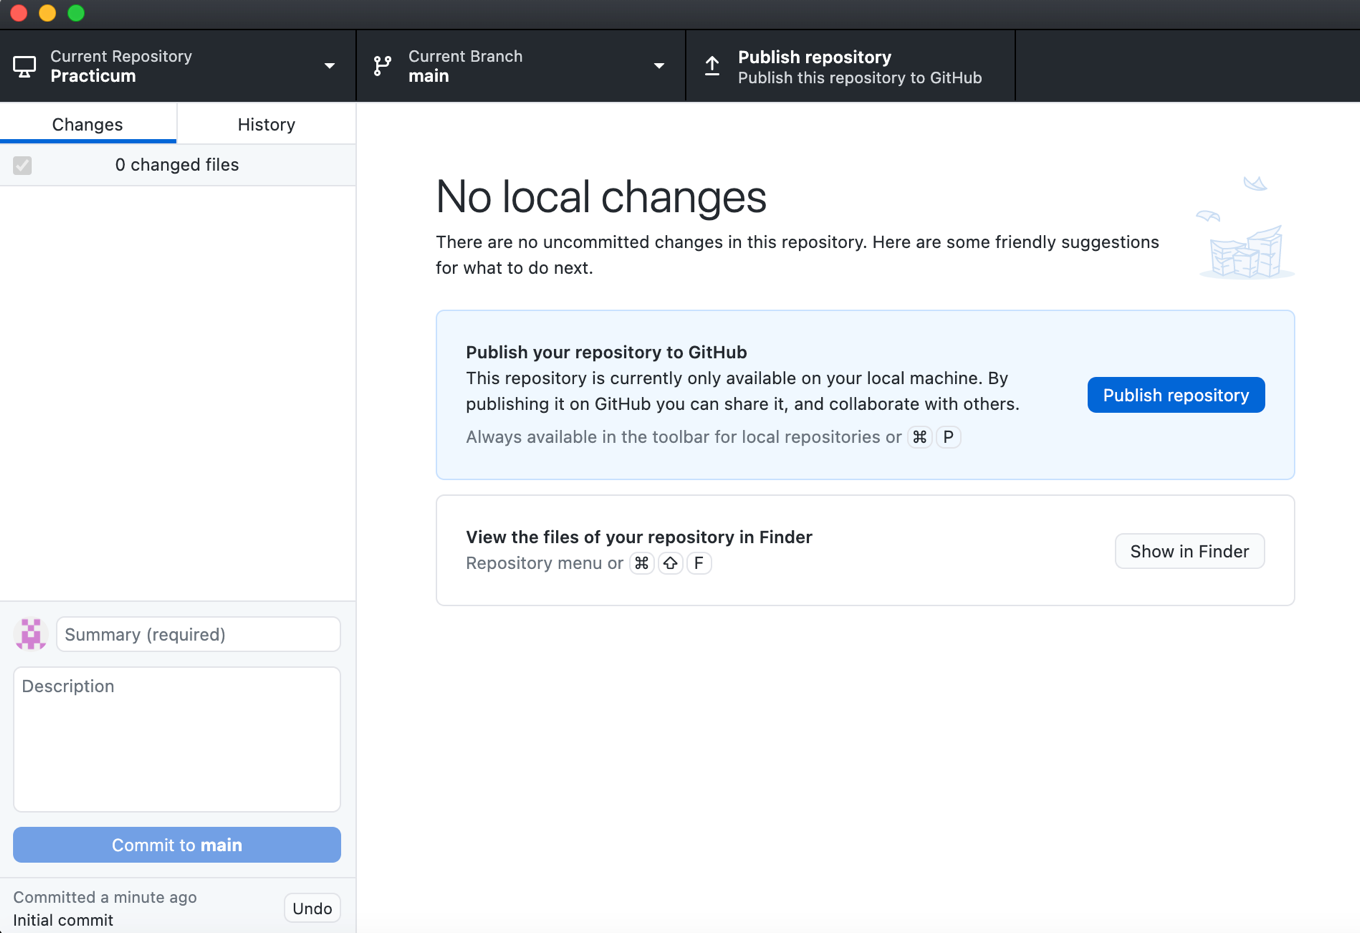 Current Repository
Practicum
Current Branch
main
Publish repository
Publish this repository to GitHub
Changes
History
0 changed files
No local changes
There are no uncommitted changes in this repository. Here are some friendly suggestions
for what to do next.
Publish your repository to GitHub
This repository is currently only available on your local machine. By
publishing it on GitHub you can share it, and collaborate with others.
Always available in the toolbar for local repositories or ⌘ P
Publish repository
View the files of your repository in Finder
Repository menu or ⌘ ⇧ F
Show in Finder
Summary (required)
Description
Commit to main
Committed a minute ago
Initial commit
Undo